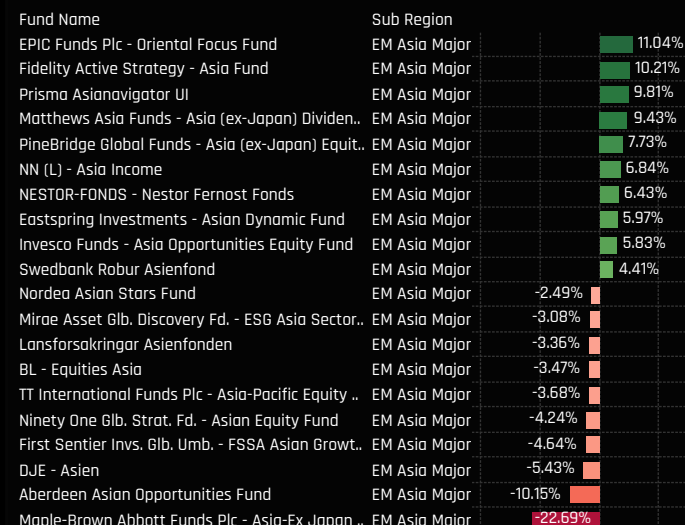 Fund Name Sub Region
EPIC Funds Plc - Oriental Focus Fund EM Asia Major 11.04%
Fidelity Active Strategy - Asia Fund EM Asia Major 10.21%
Prisma Asianavigator UI EM Asia Major 9.81%
Matthews Asia Funds - Asia (ex-Japan) Dividen.. EM Asia Major 9.43%
PineBridge Global Funds - Asia (ex-Japan) Equit.. EM Asia Major 7.73%
NN (L) - Asia Income EM Asia Major 6.84%
NESTOR-FONDS - Nestor Fernost Fonds EM Asia Major 6.43%
Eastspring Investments - Asian Dynamic Fund EM Asia Major 5.97%
Invesco Funds - Asia Opportunities Equity Fund EM Asia Major 5.83%
Swedbank Robur Asienfond EM Asia Major 4.41%
Nordea Asian Stars Fund EM Asia Major -2.49%
Mirae Asset Glb. Discovery Fd. - ESG Asia Sector.. EM Asia Major -3.08%
Lansforsakringar Asienfonden EM Asia Major -3.36%
BL - Equities Asia EM Asia Major -3.47%
TT International Funds Plc - Asia-Pacific Equity .. EM Asia Major -3.68%
Ninety One Glb. Strat. Fd. - Asian Equity Fund EM Asia Major -4.24%
First Sentier Invs. Glb. Umb. - FSSA Asian Growt.. EM Asia Major -4.64%
DJE - Asien EM Asia Major -5.43%
Aberdeen Asian Opportunities Fund EM Asia Major -10.15%
Maple-Brown Abbott Funds Plc - Asia-Ex Japan .. EM Asia Major -22.69%